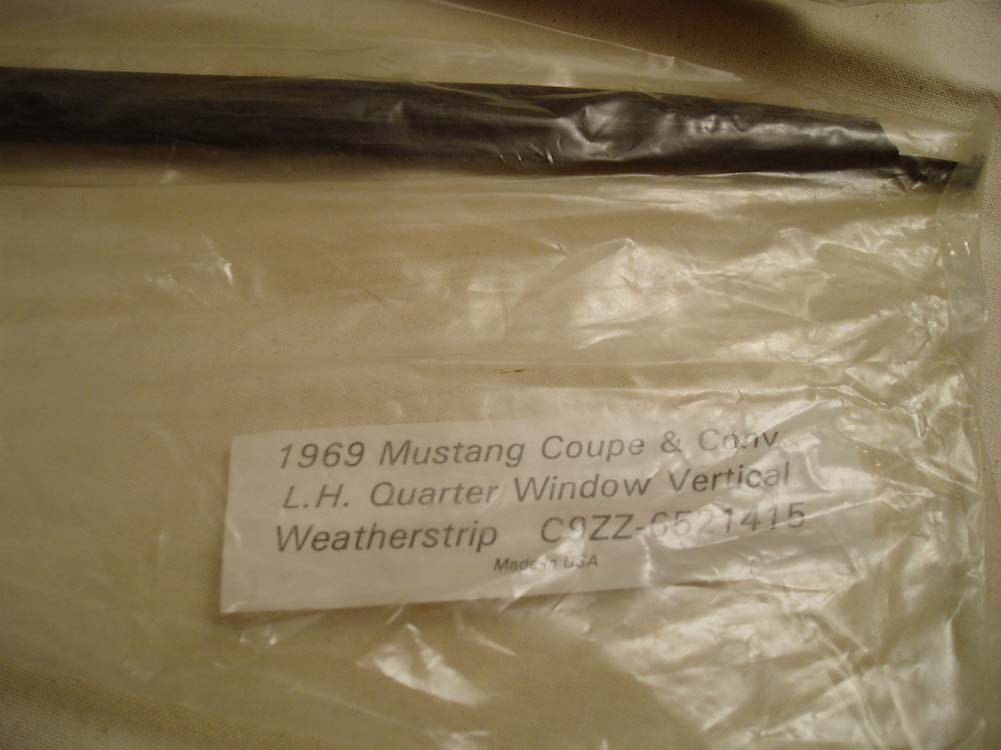 1969 Mustang Coupe & Conv.
L.H. Quarter Window Vertical
Weatherstrip C9ZZ-6521415
Made in USA